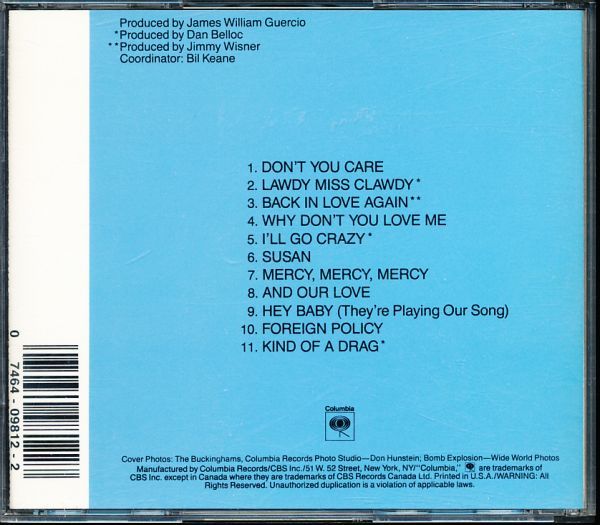 Produced by James William Guercio
*Produced by Dan Belloc
**Produced by Jimmy Wisner
Coordinator: Bil Keane
1. DON'T YOU CARE
2. LAWDY MISS CLAWDY*
3. BACK IN LOVE AGAIN**
4. WHY DON'T YOU LOVE ME
5. I'LL GO CRAZY*
6. SUSAN
7. MERCY, MERCY, MERCY
8. AND OUR LOVE
9. HEY BABY (They're Playing Our Song)
10. FOREIGN POLICY
11. KIND OF A DRAG*
0 7464-09812-2
Columbia
Cover Photos: The Buckinghams, Columbia Records Photo Studio—Don Hunstein; Bomb Explosion—Wide World Photos
Manufactured by Columbia Records/CBS Inc./51 W. 52 Street, New York, NY/"Columbia," are trademarks of
CBS Inc. except in Canada where they are trademarks of CBS Records Canada Ltd. Printed in U.S.A./WARNING: All
Rights Reserved. Unauthorized duplication is a violation of applicable laws.